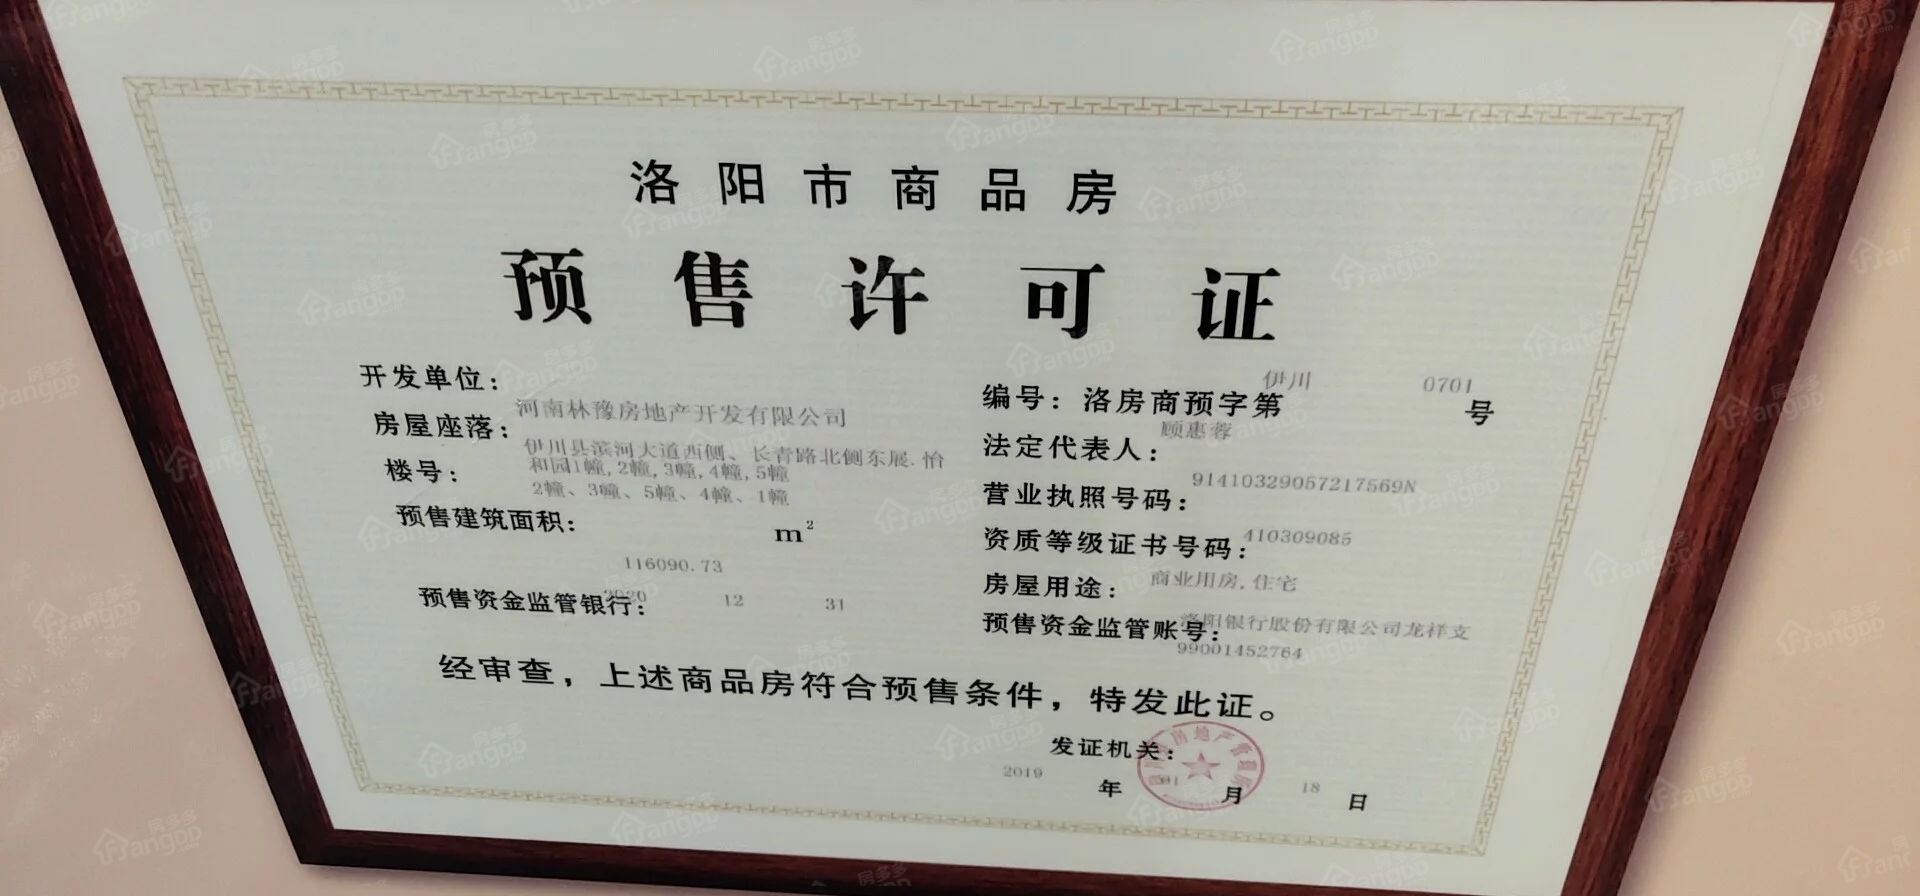 洛阳市商品房
预售许可证
开发单位：
河南林豫房地产开发有限公司
房屋座落：
伊川县滨河大道西侧、长青路北侧东展.怡
和园1幢,2幢,3幢,4幢,5幢
楼号：
2幢、3幢、5幢、4幢、1幢
预售建筑面积： m²
116090.73
预售资金监管银行：
2020 12 31
编号：洛房商预字第 伊川 0701 号
法定代表人：
顾惠蓉
营业执照号码：
91410329057217569N
资质等级证书号码：
410309085
房屋用途：
商业用房,住宅
预售资金监管账号：
洛阳银行股份有限公司龙祥支
99001452764
经审查，上述商品房符合预售条件，特发此证。
发证机关：
2019 年 01 月 18 日
房多多
Fangdd